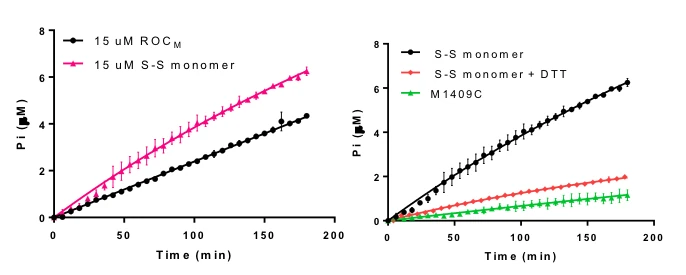 15 uM ROC_M
15 uM S-S monomer
8
6
4
2
0
Pi (µM)
0 50 100 150 200
Time (min)
S-S monomer
S-S monomer + DTT
M1409C
8
6
4
2
0
Pi (µM)
0 50 100 150 200
Time (min)